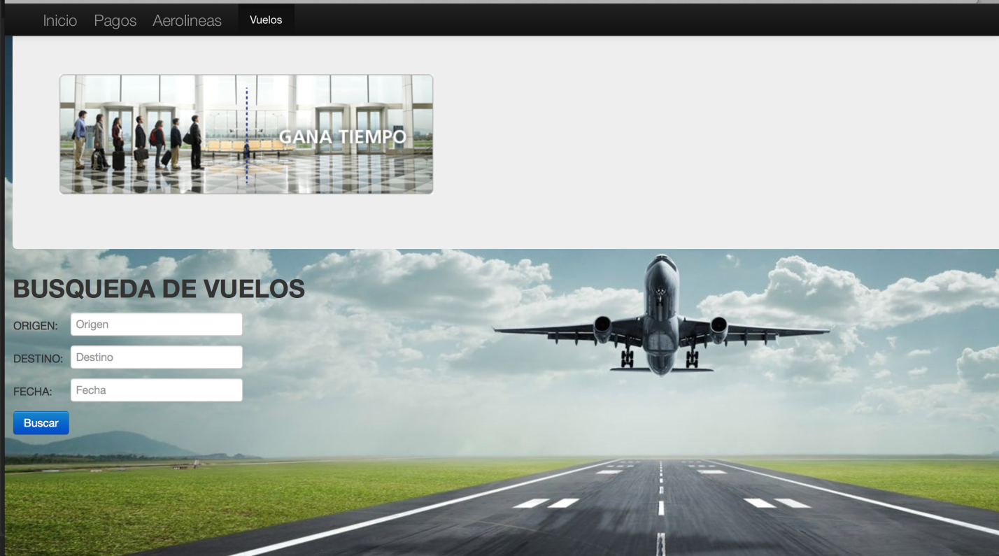 Inicio Pagos Aerolineas Vuelos
GANA TIEMPO
BUSQUEDA DE VUELOS
ORIGEN: Origen
DESTINO: Destino
FECHA: Fecha
Buscar